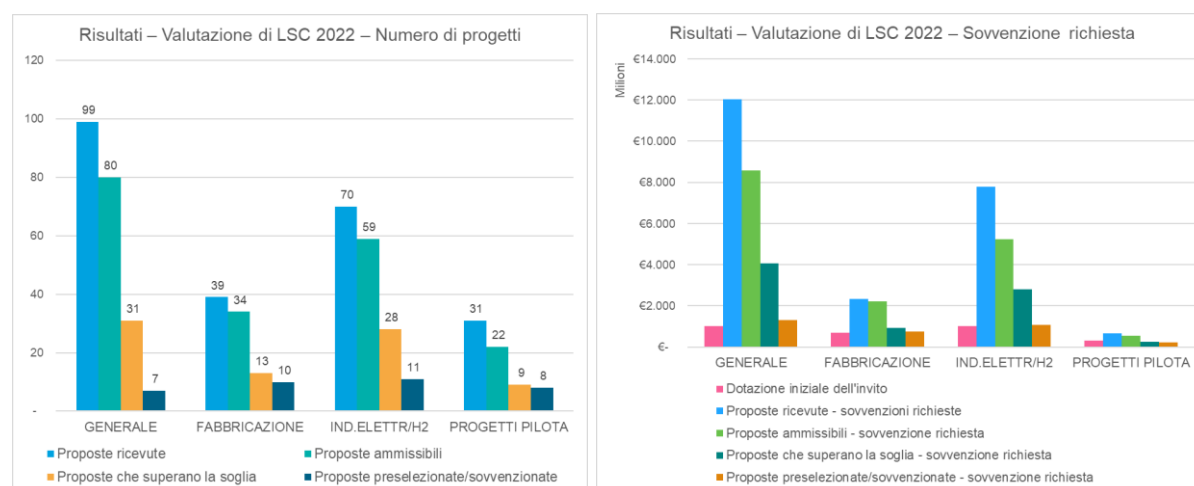 Risultati – Valutazione di LSC 2022 – Numero di progetti
120
100
80
60
40
20
-
99
80
31
7
39
34
13
10
70
59
28
11
31
22
9
8
GENERALE
FABBRICAZIONE
IND.ELETTR/H2
PROGETTI PILOTA
Proposte ricevute
Proposte ammissibili
Proposte che superano la soglia
Proposte preselezionate/sovvenzionate
Risultati – Valutazione di LSC 2022 – Sovvenzione richiesta
Milioni
€14.000
€12.000
€10.000
€8.000
€6.000
€4.000
€2.000
€-
GENERALE
FABBRICAZIONE
IND.ELETTR/H2
PROGETTI PILOTA
Dotazione iniziale dell'invito
Proposte ricevute - sovvenzioni richieste
Proposte ammissibili - sovvenzione richiesta
Proposte che superano la soglia - sovvenzione richiesta
Proposte preselezionate/sovvenzionate - Sovvenzione richiesta